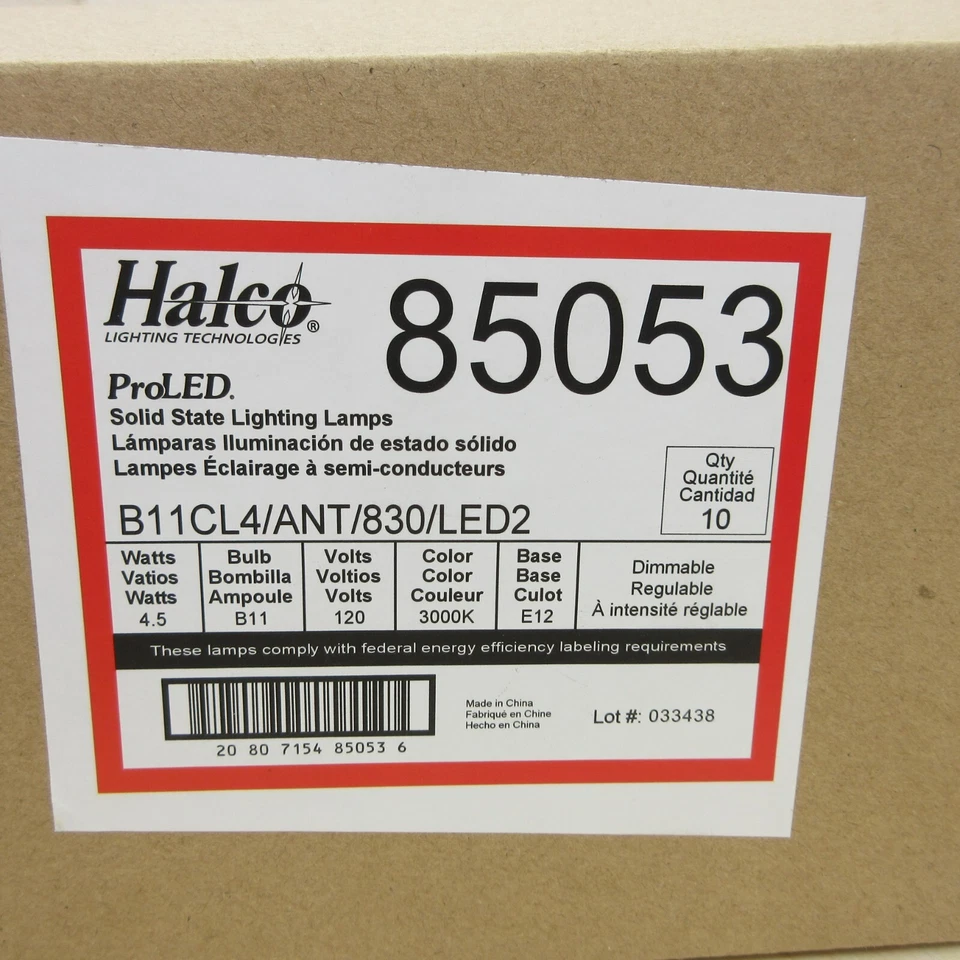 Halco®
LIGHTING TECHNOLOGIES
85053
ProLED®
Solid State Lighting Lamps
Lámparas Iluminación de estado sólido
Lampes Éclairage à semi-conducteurs
Qty
Quantité
Cantidad
10
B11CL4/ANT/830/LED2
Watts Bulb Volts Color Base
Vatios Bombilla Voltios Color Base
Watts Ampoule Volts Couleur Culot
4.5 B11 120 3000K E12
Dimmable
Regulable
À intensité réglable
These lamps comply with federal energy efficiency labeling requirements
20 80 7154 85053 6
Made in China
Fabriqué en Chine
Hecho en China
Lot #: 033438